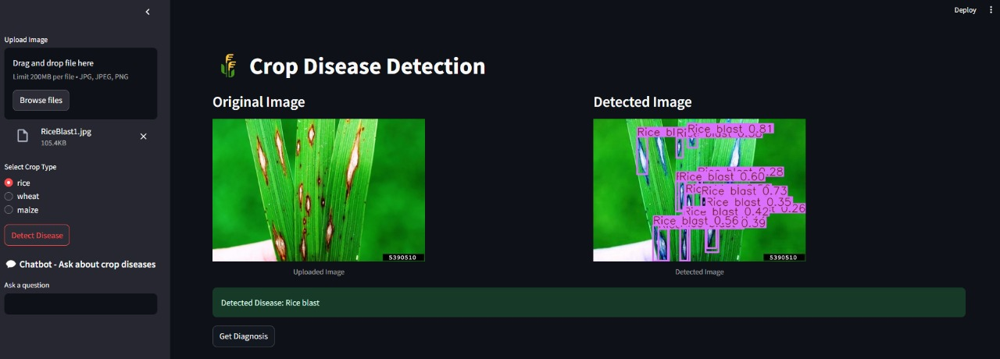 Deploy
Upload Image
Drag and drop file here
Limit 200MB per file • JPG, JPEG, PNG
Browse files
RiceBlast1.jpg
105.4KB
Select Crop Type
rice
wheat
maize
Detect Disease
Chatbot - Ask about crop diseases
Ask a question
Crop Disease Detection
Original Image
5390510
Uploaded Image
Detected Image
Rice bl
Rice blast 0.81
Rice blast 0.28
Rice blast 0.60
Rice blast 0.73
Rice blast 0.35
0.26
Rice blast 0.42
Rice blast 0.56
0.39
5390510
Detected Image
Detected Disease: Rice blast
Get Diagnosis